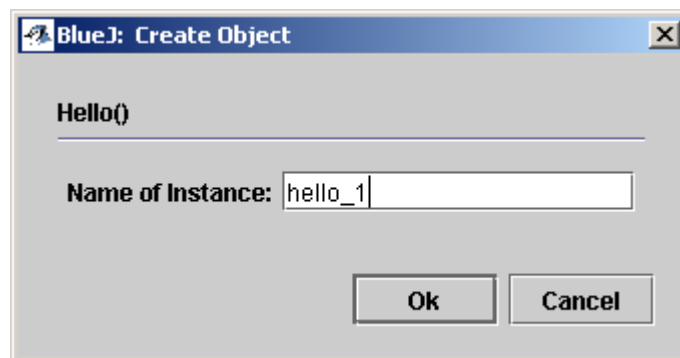 BlueJ: Create Object
Hello()
Name of Instance: hello_1
Ok Cancel